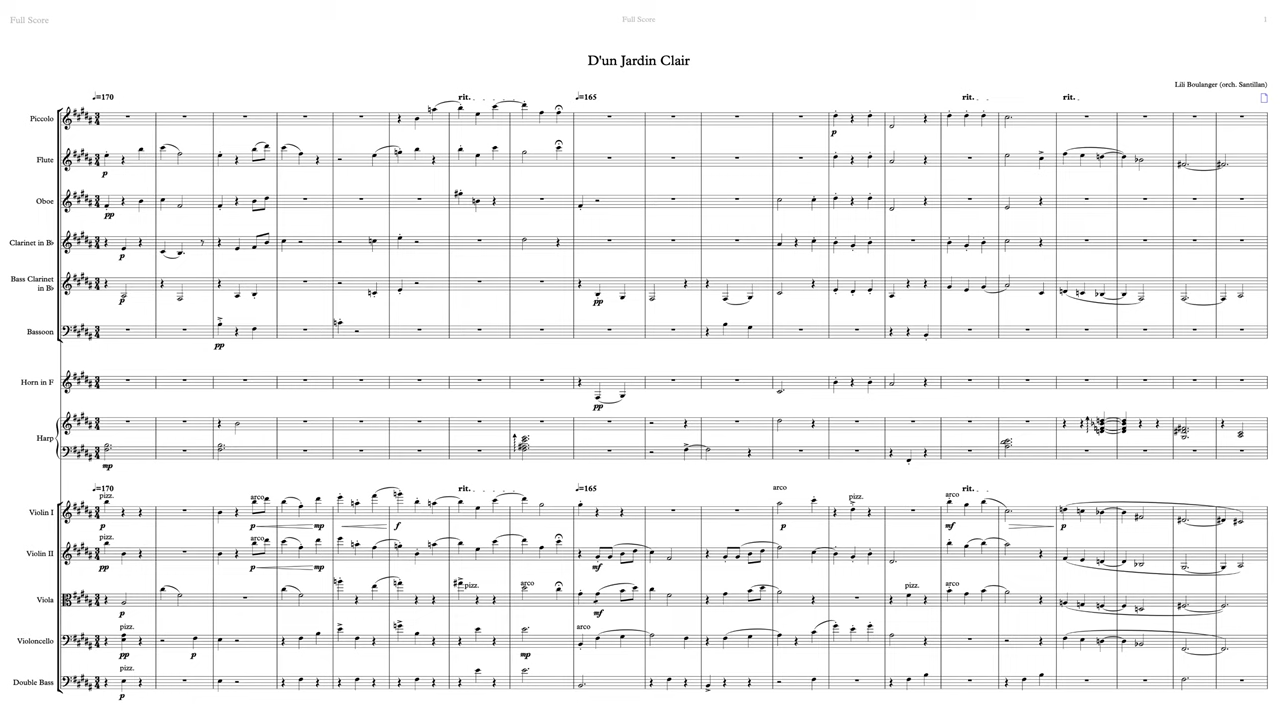 Full Score
Full Score
1
D'un Jardin Clair
Lili Boulanger (orch. Santillan)
♩=170
rit.
♩=165
rit.
rit.
Piccolo
p
Flute
p
Oboe
pp
Clarinet in B♭
p
Bass Clarinet
in B♭
p
pp
Bassoon
pp
Horn in F
pp
Harp
mp
♩=170
rit.
♩=165
rit.
Violin I
pizz.
arco
arco
pizz.
arco
p
p
mp
f
p
mf
p
Violin II
pizz.
arco
pp
p
mp
mf
Viola
pizz.
arco
pizz.
arco
p
mf
Violoncello
pizz.
arco
pp
p
mp
Double Bass
pizz.
p